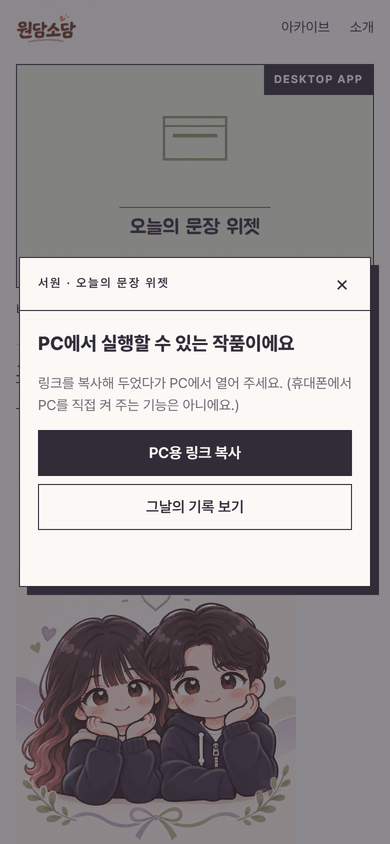 원담소담
아카이브 소개
DESKTOP APP
오늘의 문장 위젯
서원 · 오늘의 문장 위젯
×
PC에서 실행할 수 있는 작품이에요
링크를 복사해 두었다가 PC에서 열어 주세요. (휴대폰에서
PC를 직접 켜 주는 기능은 아니에요.)
PC용 링크 복사
그날의 기록 보기